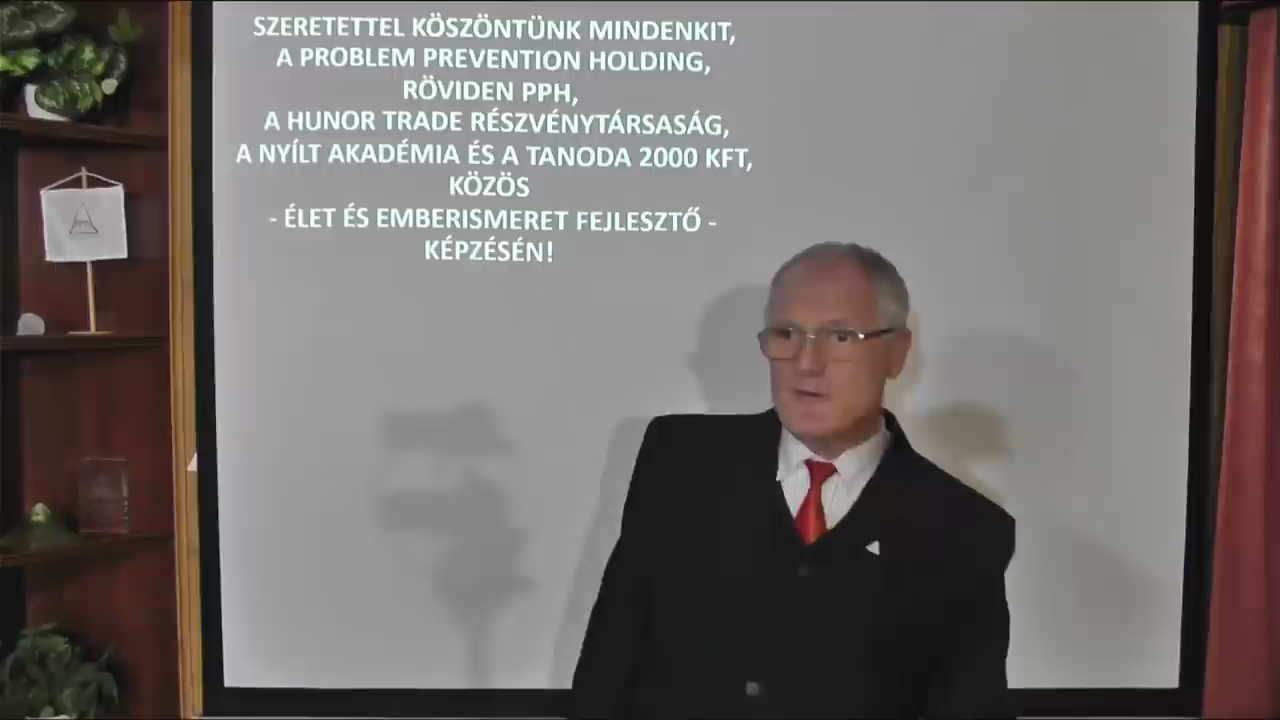 SZERETETTEL KÖSZÖNTÜNK MINDENKIT,
A PROBLEM PREVENTION HOLDING,
RÖVIDEN PPH,
A HUNOR TRADE RÉSZVÉNYTÁRSASÁG,
A NYÍLT AKADÉMIA ÉS A TANODA 2000 KFT,
KÖZÖS
- ÉLET ÉS EMBERISMERET FEJLESZTŐ -
KÉPZÉSÉN!